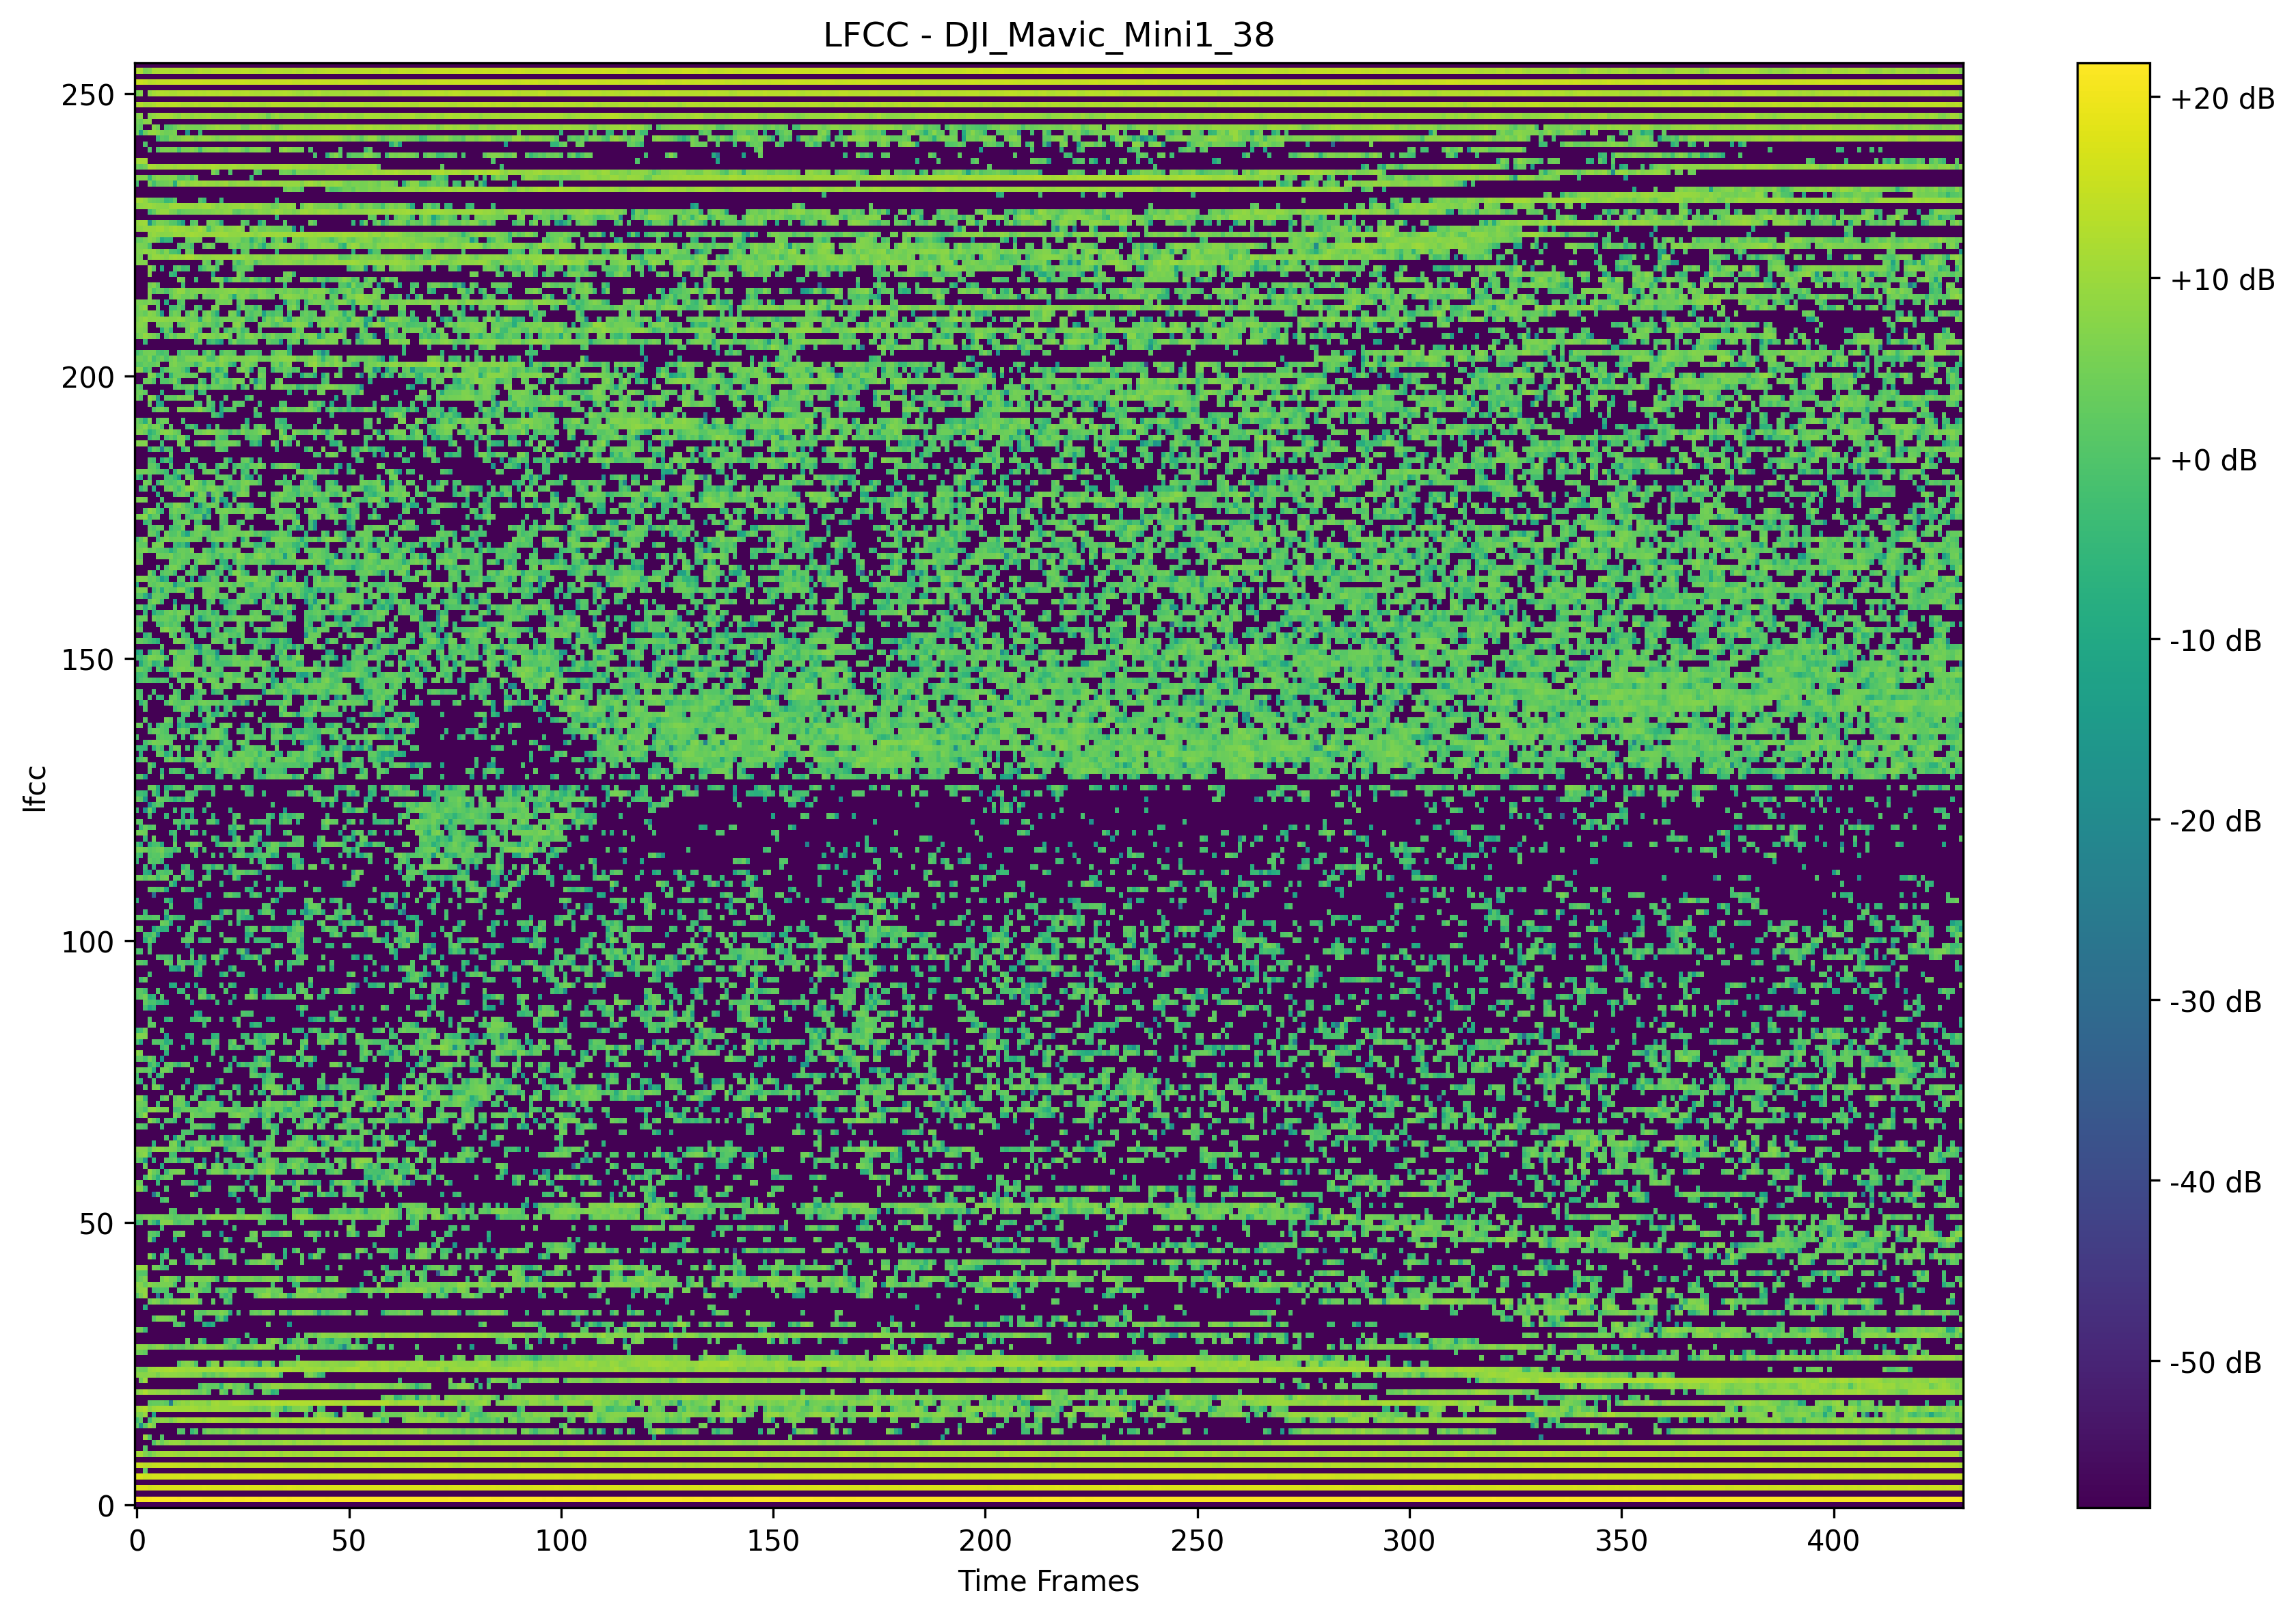 LFCC - DJI_Mavic_Mini1_38
250
200
150
100
50
0
lfcc
0 50 100 150 200 250 300 350 400
Time Frames
+20 dB
+10 dB
+0 dB
-10 dB
-20 dB
-30 dB
-40 dB
-50 dB